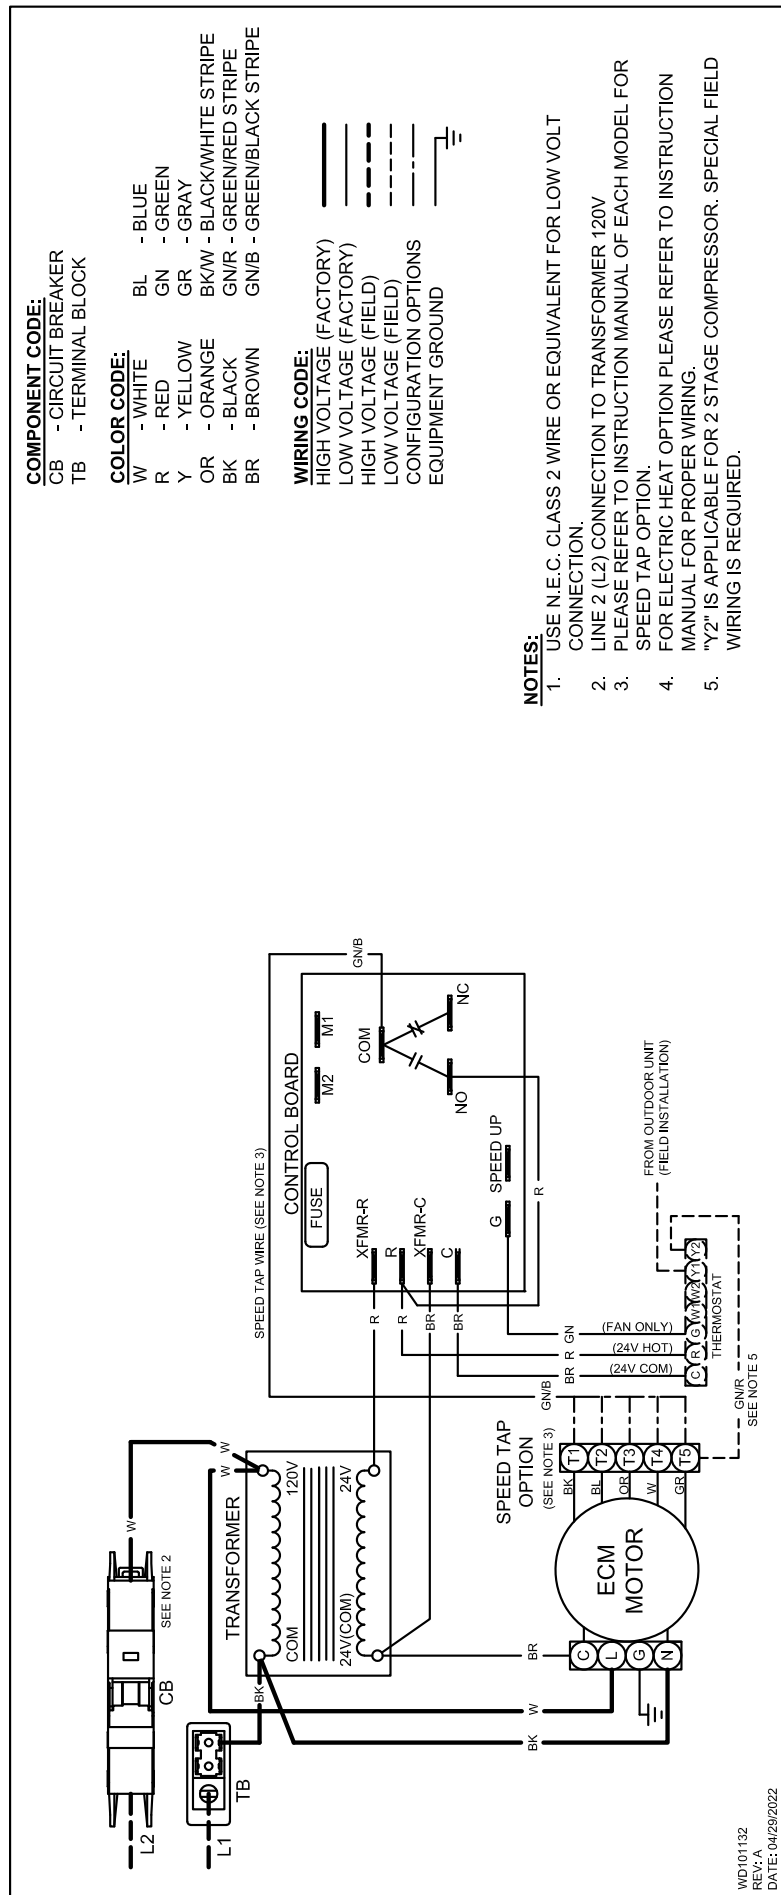 COMPONENT CODE:
CB - CIRCUIT BREAKER
TB - TERMINAL BLOCK
COLOR CODE:
W - WHITE
R - RED
Y - YELLOW
OR - ORANGE
BK - BLACK
BR - BROWN
BL - BLUE
GN - GREEN
GR - GRAY
BK/W - BLACK/WHITE STRIPE
GN/R - GREEN/RED STRIPE
GN/B - GREEN/BLACK STRIPE
WIRING CODE:
HIGH VOLTAGE (FACTORY)
LOW VOLTAGE (FACTORY)
HIGH VOLTAGE (FIELD)
LOW VOLTAGE (FIELD)
CONFIGURATION OPTIONS
EQUIPMENT GROUND
NOTES:
1. USE N.E.C. CLASS 2 WIRE OR EQUIVALENT FOR LOW VOLT
CONNECTION.
2. LINE 2 (L2) CONNECTION TO TRANSFORMER 120V
3. PLEASE REFER TO INSTRUCTION MANUAL OF EACH MODEL FOR
SPEED TAP OPTION.
4. FOR ELECTRIC HEAT OPTION PLEASE REFER TO INSTRUCTION
MANUAL FOR PROPER WIRING.
5. "Y2" IS APPLICABLE FOR 2 STAGE COMPRESSOR. SPECIAL FIELD
WIRING IS REQUIRED.
L2
CB
SEE NOTE 2
W
W
W
L1
TB
BK
TRANSFORMER
COM
120V
24V(COM)
24V
SPEED TAP WIRE (SEE NOTE 3)
GN/B
CONTROL BOARD
FUSE
M2
M1
COM
NO
NC
XFMR-R
R
XFMR-C
C
G
SPEED UP
R
R
BR
BR
R
BK
W
BR
GN/B
BR
R
GN
(24V COM)
(24V HOT)
(FAN ONLY)
C
R
G
W1
W2
Y1
Y2
THERMOSTAT
FROM OUTDOOR UNIT
(FIELD INSTALLATION)
GN/R
SEE NOTE 5
SPEED TAP
OPTION
(SEE NOTE 3)
BK
BL
OR
W
GR
T1
T2
T3
T4
T5
ECM
MOTOR
C
L
G
N
WD101132
REV: A
DATE: 04/29/2022